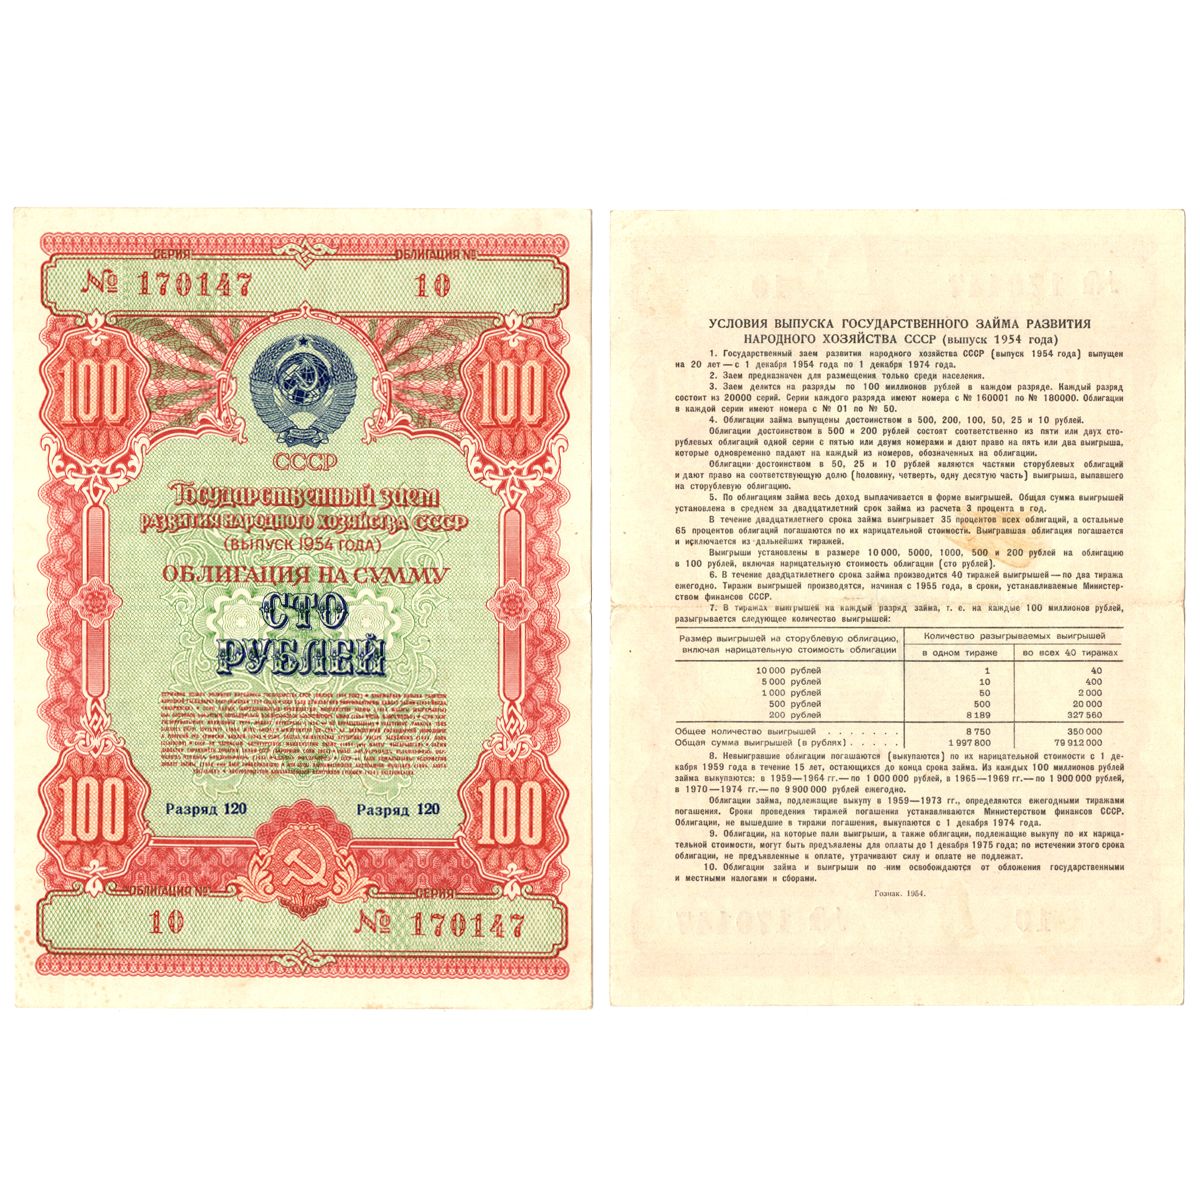 СЕРИЯ ОБЛИГАЦИЯ №
№ 170147 10
100 100
СССР
Государственный заем
развития народного хозяйства СССР
(выпуск 1954 года)
ОБЛИГАЦИЯ НА СУММУ
СТО
РУБЛЕЙ
Разряд 120 Разряд 120
100 100
ОБЛИГАЦИЯ № СЕРИЯ
10 № 170147
УСЛОВИЯ ВЫПУСКА ГОСУДАРСТВЕННОГО ЗАЙМА РАЗВИТИЯ
НАРОДНОГО ХОЗЯЙСТВА СССР (выпуск 1954 года)
1. Государственный заем развития народного хозяйства СССР (выпуск 1954 года) выпущен
на 20 лет — с 1 декабря 1954 года по 1 декабря 1974 года.
2. Заем предназначен для размещения только среди населения.
3. Заем делится на разряды по 100 миллионов рублей в каждом разряде. Каждый разряд
состоит из 20000 серий. Серии каждого разряда имеют номера с № 160001 по № 180000. Облигации
в каждой серии имеют номера с № 01 по № 50.
4. Облигации займа выпущены достоинством в 500, 200, 100, 50, 25 и 10 рублей.
Облигации достоинством в 500 и 200 рублей состоят соответственно из пяти или двух сто-
рублевых облигаций одной серии с пятью или двумя номерами и дают право на пять или два выигрыша,
которые одновременно падают на каждый из номеров, обозначенных на облигации.
Облигации достоинством в 50, 25 и 10 рублей являются частями сторублевых облигаций
и дают право на соответствующую долю (половину, четверть, одну десятую часть) выигрыша, выпавшего
на сторублевую облигацию.
5. По облигациям займа весь доход выплачивается в форме выигрышей. Общая сумма выигрышей
установлена в среднем за двадцатилетний срок займа из расчета 3 процента в год.
В течение двадцатилетнего срока займа выигрывает 35 процентов всех облигаций, а остальные
65 процентов облигаций погашаются по их нарицательной стоимости. Выигравшая облигация погашается
и исключается из дальнейших тиражей.
Выигрыши установлены в размере 10 000, 5000, 1000, 500 и 200 рублей на облигацию
в 100 рублей, включая нарицательную стоимость облигации (сто рублей).
6. В течение двадцатилетнего срока займа производится 40 тиражей выигрышей — по два тиража
ежегодно. Тиражи выигрышей производятся, начиная с 1955 года, в сроки, устанавливаемые Министер-
ством финансов СССР.
7. В тиражах выигрышей на каждый разряд займа, т. е. на каждые 100 миллионов рублей,
разыгрывается следующее количество выигрышей:
Размер выигрышей на сторублевую облигацию, Количество разыгрываемых выигрышей
включая нарицательную стоимость облигации в одном тираже во всех 40 тиражах
10 000 рублей 1 40
5 000 рублей 10 400
1 000 рублей 50 2 000
500 рублей 500 20 000
200 рублей 8 189 327 560
Общее количество выигрышей . . . . . . . 8 750 350 000
Общая сумма выигрышей (в рублях) . . . . 1 997 800 79 912 000
8. Невыигравшие облигации погашаются (выкупаются) по их нарицательной стоимости с 1 де-
кабря 1959 года в течение 15 лет, остающихся до конца срока займа. Из каждых 100 миллионов рублей
займа выкупаются: в 1959—1964 гг.— по 1 000 000 рублей, в 1965—1969 гг.— по 1 900 000 рублей,
в 1970—1974 гг.— по 9 900 000 рублей ежегодно.
Облигации займа, подлежащие выкупу в 1959—1973 гг., определяются ежегодными тиражами
погашения. Сроки проведения тиражей погашения устанавливаются Министерством финансов СССР.
Облигации, не вышедшие в тиражи погашения, выкупаются с 1 декабря 1974 года.
9. Облигации, на которые пали выигрыши, а также облигации, подлежащие выкупу по их нарица-
тельной стоимости, могут быть предъявлены для оплаты до 1 декабря 1975 года; по истечении этого срока
облигации, не предъявленные к оплате, утрачивают силу и оплате не подлежат.
10. Облигации займа и выигрыши по ним освобождаются от обложения государственными
и местными налогами и сборами.
Гознак. 1954.